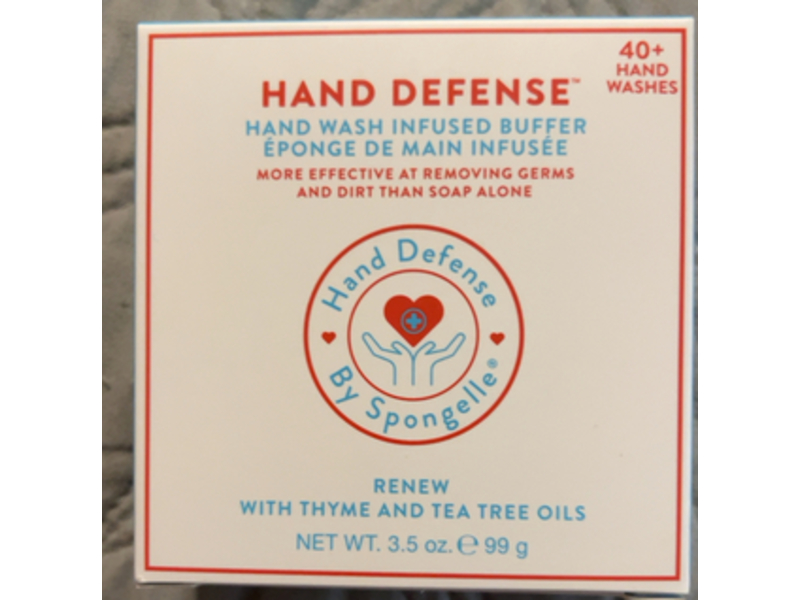 40+
HAND
WASHES
HAND DEFENSE™
HAND WASH INFUSED BUFFER
ÉPONGE DE MAIN INFUSÉE
MORE EFFECTIVE AT REMOVING GERMS
AND DIRT THAN SOAP ALONE
Hand Defense
By Spongelle®
RENEW
WITH THYME AND TEA TREE OILS
NET WT. 3.5 oz. ℮ 99 g